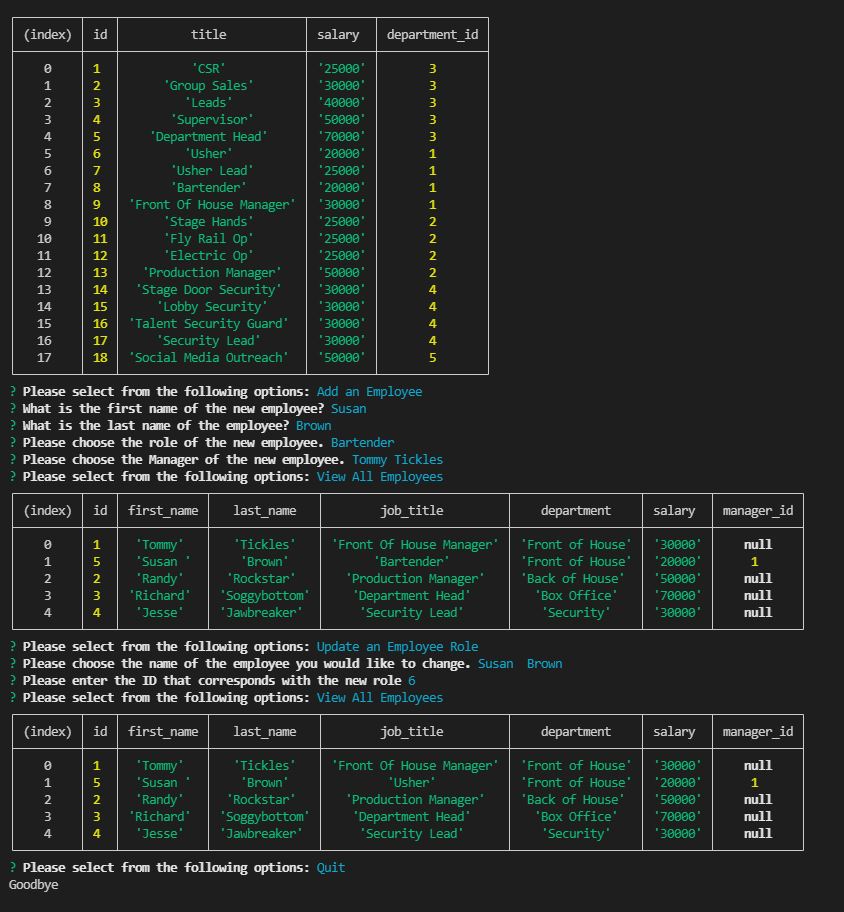 (index) id title salary department_id
0 1 'CSR' '25000' 3
1 2 'Group Sales' '30000' 3
2 3 'Leads' '40000' 3
3 4 'Supervisor' '50000' 3
4 5 'Department Head' '70000' 3
5 6 'Usher' '20000' 1
6 7 'Usher Lead' '25000' 1
7 8 'Bartender' '20000' 1
8 9 'Front Of House Manager' '30000' 1
9 10 'Stage Hands' '25000' 2
10 11 'Fly Rail Op' '25000' 2
11 12 'Electric Op' '25000' 2
12 13 'Production Manager' '50000' 2
13 14 'Stage Door Security' '30000' 4
14 15 'Lobby Security' '30000' 4
15 16 'Talent Security Guard' '30000' 4
16 17 'Security Lead' '30000' 4
17 18 'Social Media Outreach' '50000' 5
? Please select from the following options: Add an Employee
? What is the first name of the new employee? Susan
? What is the last name of the employee? Brown
? Please choose the role of the new employee. Bartender
? Please choose the Manager of the new employee. Tommy Tickles
? Please select from the following options: View All Employees
(index) id first_name last_name job_title department salary manager_id
0 1 'Tommy' 'Tickles' 'Front Of House Manager' 'Front of House' '30000' null
1 5 'Susan ' 'Brown' 'Bartender' 'Front of House' '20000' 1
2 2 'Randy' 'Rockstar' 'Production Manager' 'Back of House' '50000' null
3 3 'Richard' 'Soggybottom' 'Department Head' 'Box Office' '70000' null
4 4 'Jesse' 'Jawbreaker' 'Security Lead' 'Security' '30000' null
? Please select from the following options: Update an Employee Role
? Please choose the name of the employee you would like to change. Susan  Brown
? Please enter the ID that corresponds with the new role 6
? Please select from the following options: View All Employees
(index) id first_name last_name job_title department salary manager_id
0 1 'Tommy' 'Tickles' 'Front Of House Manager' 'Front of House' '30000' null
1 5 'Susan ' 'Brown' 'Usher' 'Front of House' '20000' 1
2 2 'Randy' 'Rockstar' 'Production Manager' 'Back of House' '50000' null
3 3 'Richard' 'Soggybottom' 'Department Head' 'Box Office' '70000' null
4 4 'Jesse' 'Jawbreaker' 'Security Lead' 'Security' '30000' null
? Please select from the following options: Quit
Goodbye